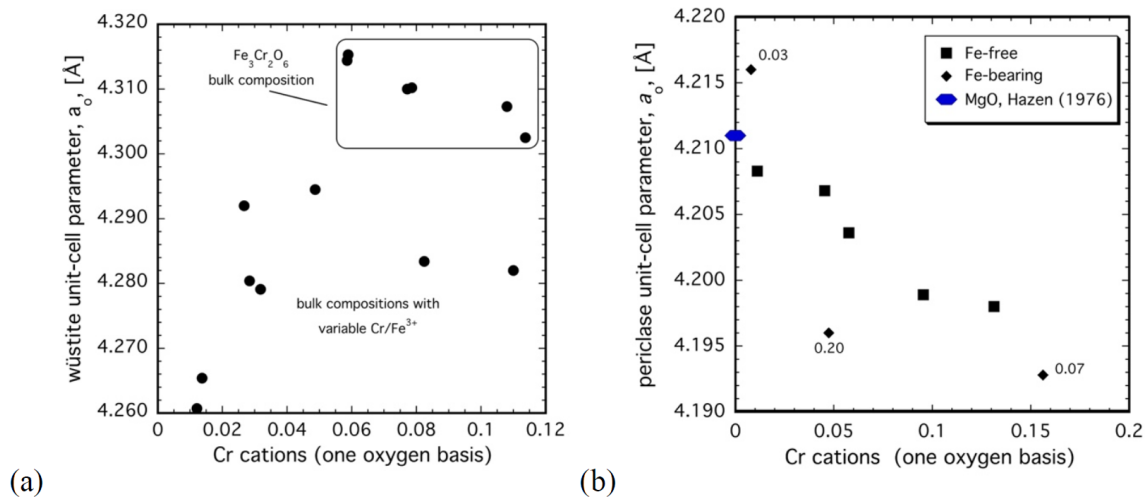 4.320
4.310
4.300
4.290
4.280
4.270
4.260
wüstite unit-cell parameter, aₒ, [Å]
Fe₃Cr₂O₆
bulk composition
bulk compositions with
variable Cr/Fe³⁺
0 0.02 0.04 0.06 0.08 0.10 0.12
Cr cations (one oxygen basis)
(a)
4.220
4.215
4.210
4.205
4.200
4.195
4.190
periclase unit-cell parameter, aₒ, [Å]
0.03
Fe-free
Fe-bearing
MgO, Hazen (1976)
0.20
0.07
0 0.05 0.1 0.15 0.2
Cr cations (one oxygen basis)
(b)